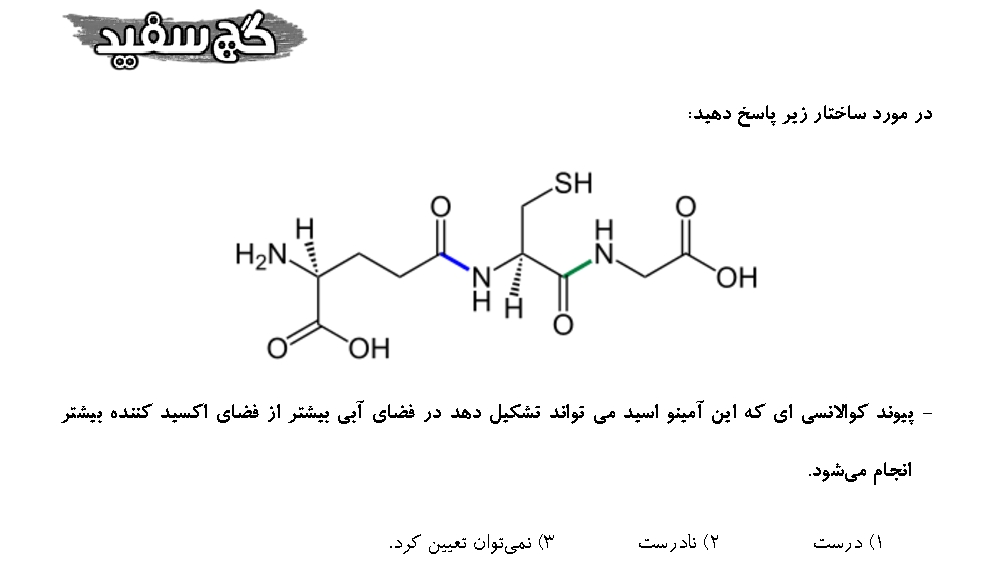 گچ سفید
در مورد ساختار زیر پاسخ دهید:
SH
O
H
H
O
H₂N
N
N
H
H
OH
O
O
OH
- پیوند کوالانسی ای که این آمینو اسید می تواند تشکیل دهد در فضای آبی بیشتر از فضای اکسید کننده بیشتر
انجام می‌شود.
۱) درست ۲) نادرست ۳) نمی‌توان تعیین کرد.